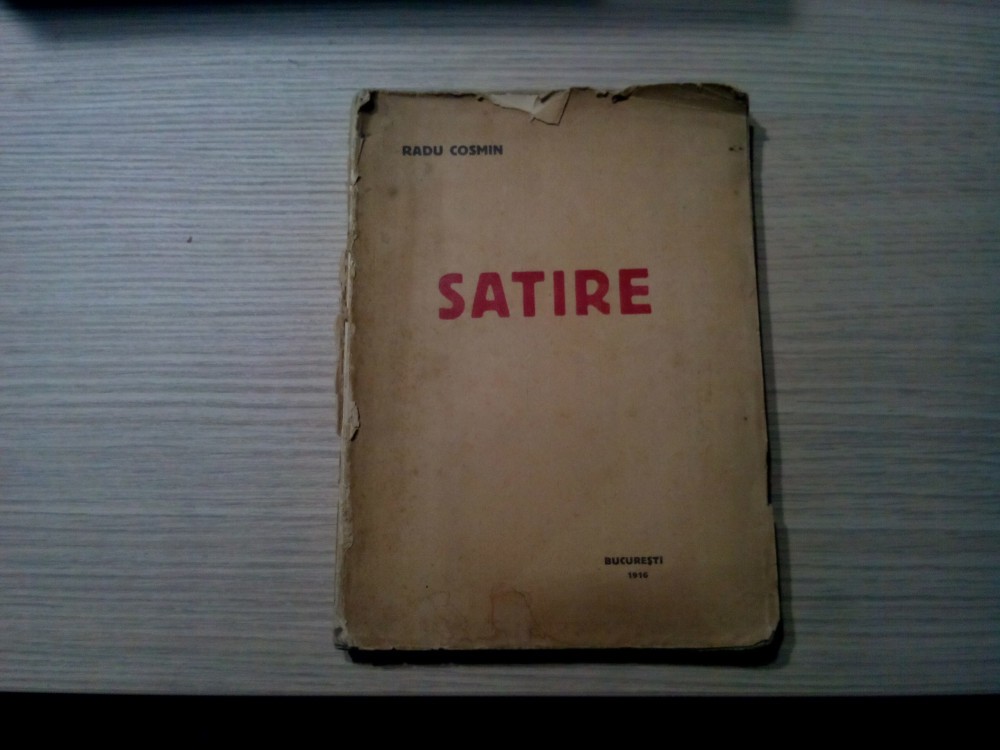 RADU COSMIN
SATIRE
BUCUREȘTI
1916